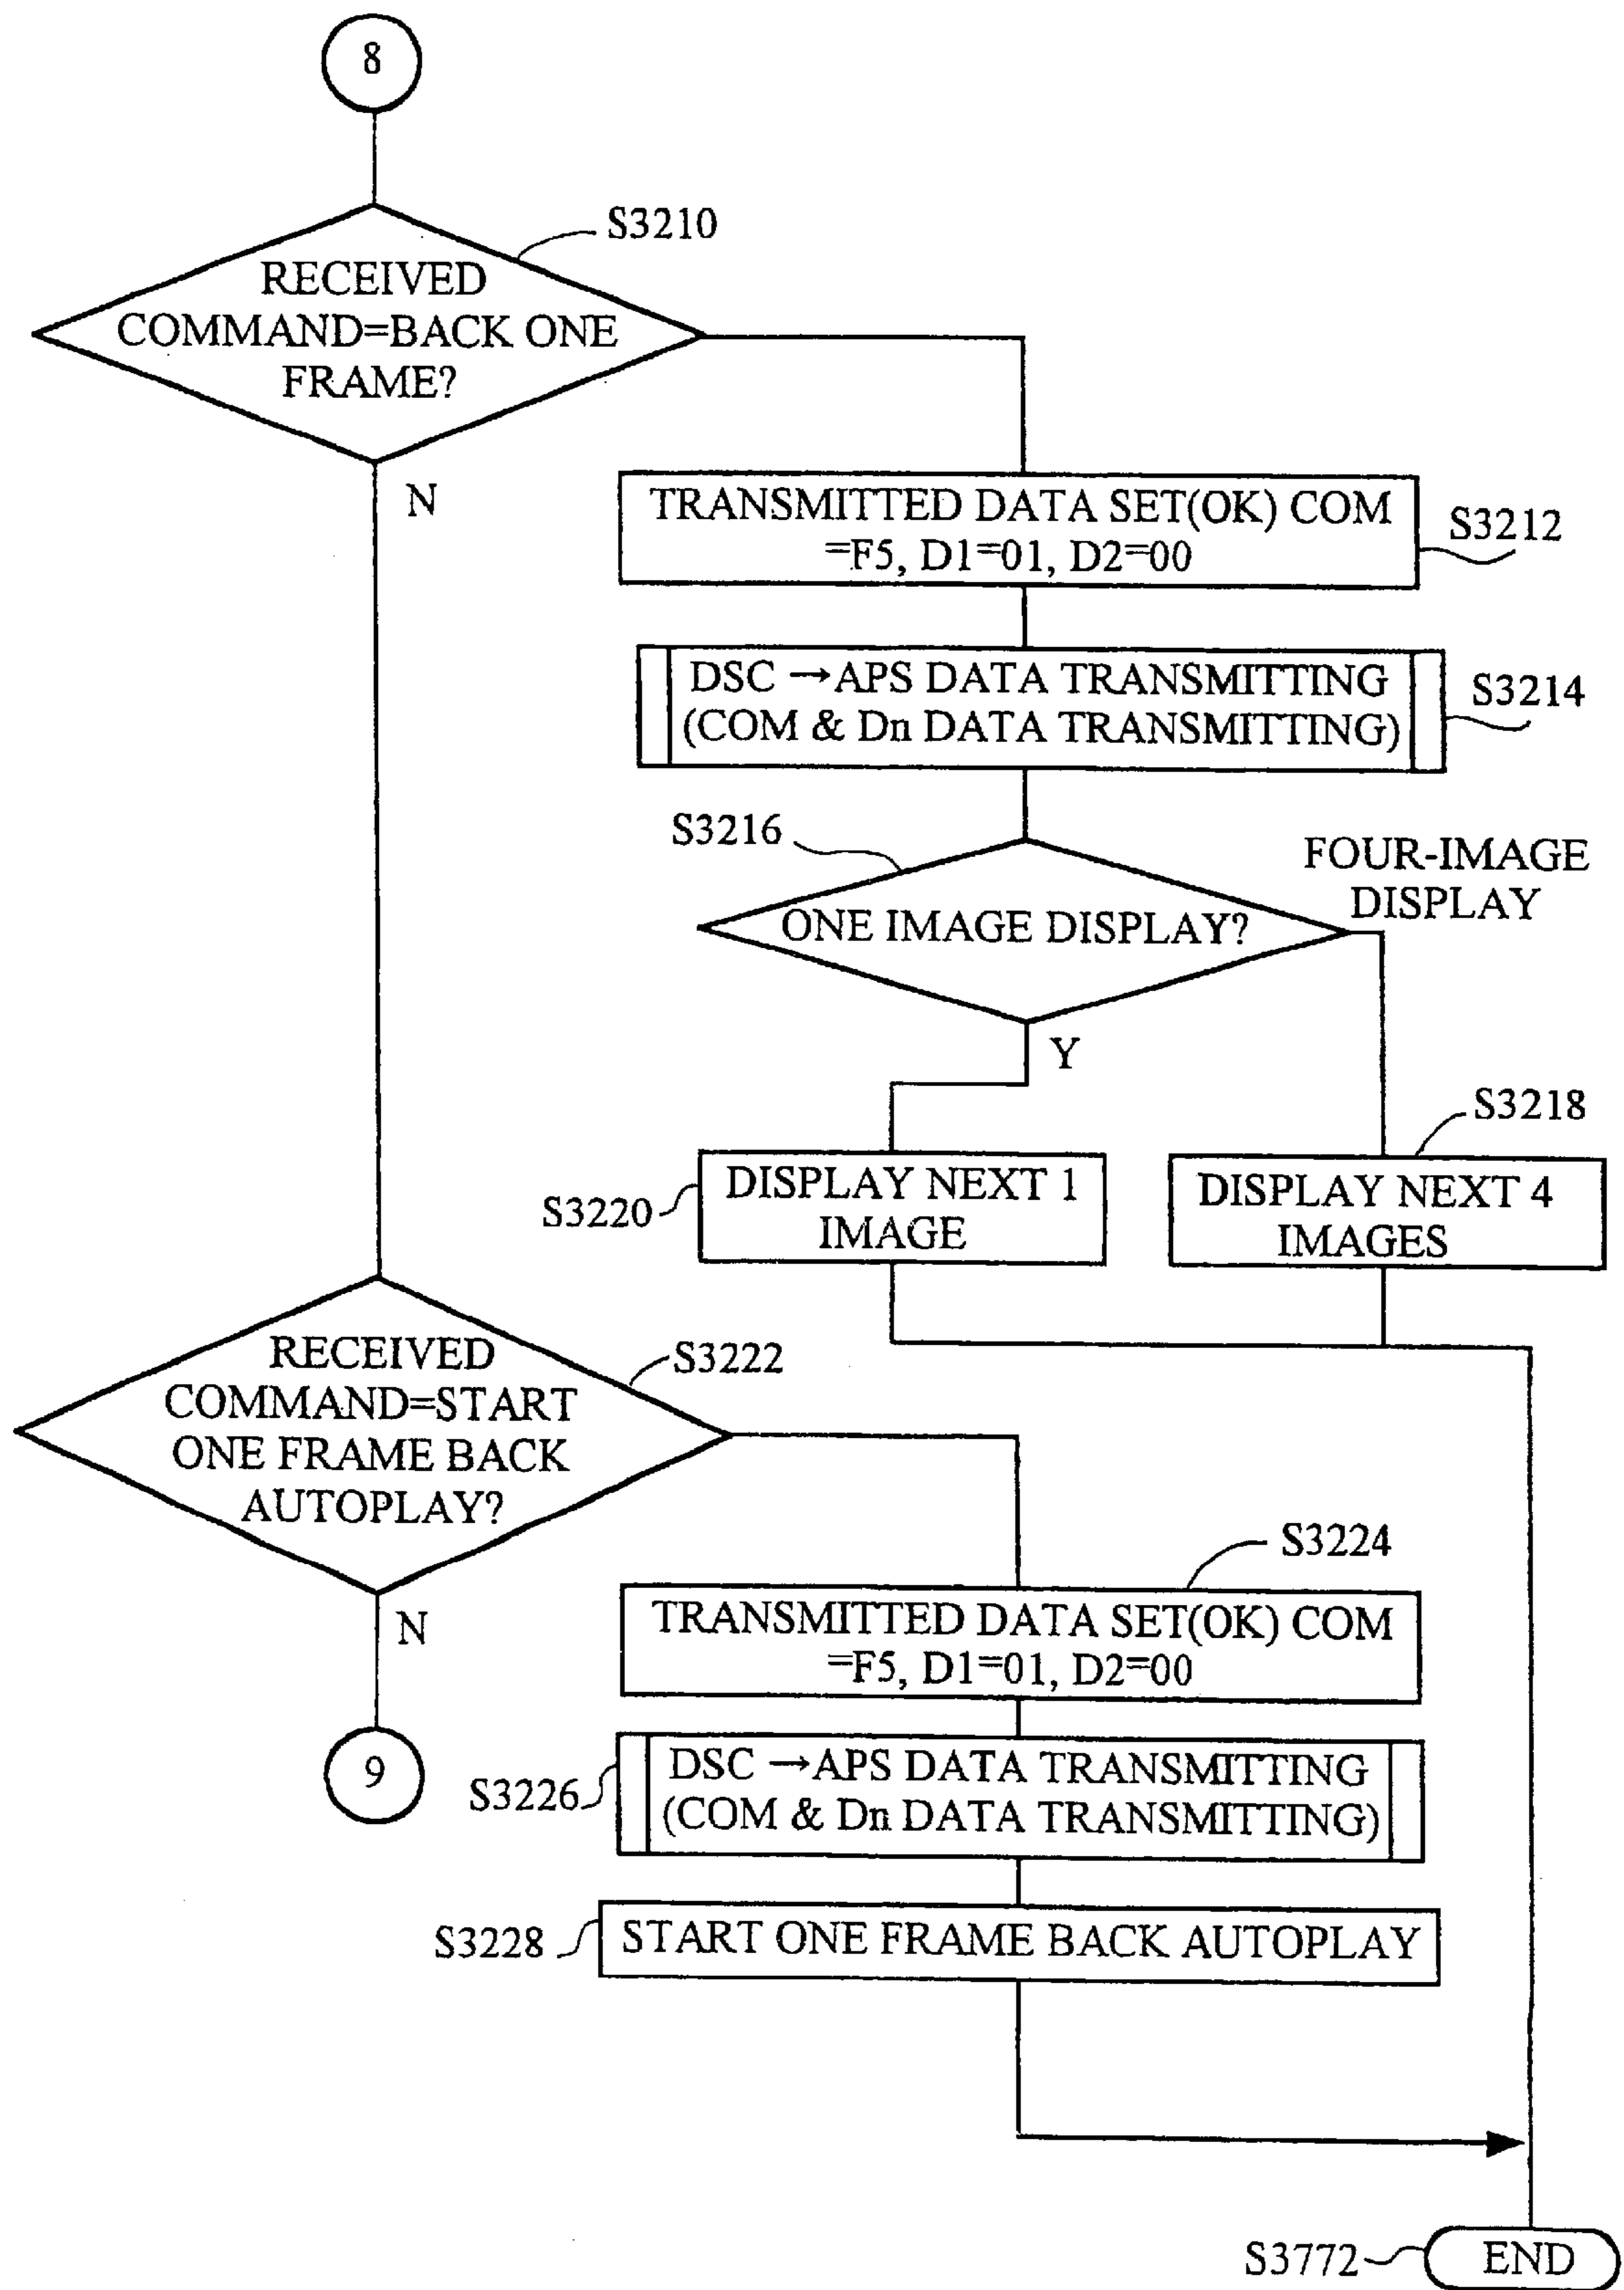 8
S3210
RECEIVED
COMMAND=BACK ONE
FRAME?
N
TRANSMITTED DATA SET(OK) COM
=F5, D1=01, D2=00
S3212
DSC →APS DATA TRANSMITTING
(COM & Dn DATA TRANSMITTING)
S3214
S3216
FOUR-IMAGE
DISPLAY
ONE IMAGE DISPLAY?
Y
S3218
DISPLAY NEXT 1
IMAGE
S3220
DISPLAY NEXT 4
IMAGES
RECEIVED
COMMAND=START
ONE FRAME BACK
AUTOPLAY?
S3222
N
S3224
TRANSMITTED DATA SET(OK) COM
=F5, D1=01, D2=00
9
S3226
DSC →APS DATA TRANSMITTING
(COM & Dn DATA TRANSMITTING)
S3228
START ONE FRAME BACK AUTOPLAY
S3772
END